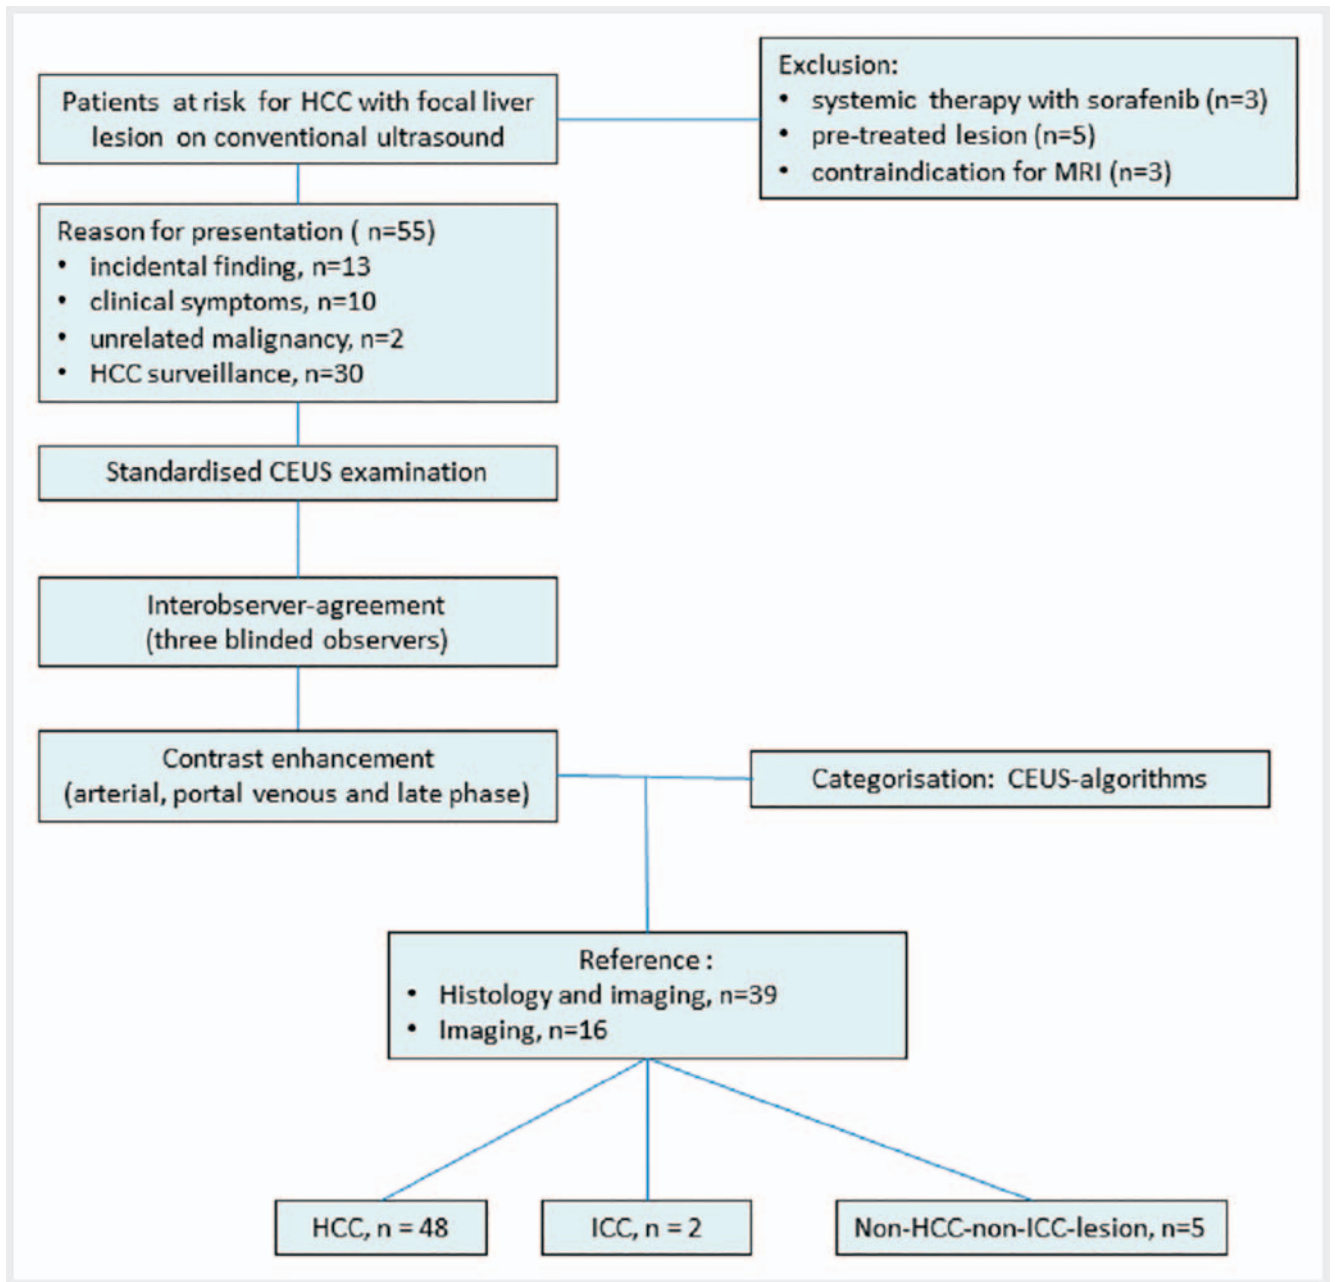 Patients at risk for HCC with focal liver
lesion on conventional ultrasound
Exclusion:
• systemic therapy with sorafenib (n=3)
• pre-treated lesion (n=5)
• contraindication for MRI (n=3)
Reason for presentation ( n=55)
• incidental finding, n=13
• clinical symptoms, n=10
• unrelated malignancy, n=2
• HCC surveillance, n=30
Standardised CEUS examination
Interobserver-agreement
(three blinded observers)
Contrast enhancement
(arterial, portal venous and late phase)
Categorisation: CEUS-algorithms
Reference :
• Histology and imaging, n=39
• Imaging, n=16
HCC, n = 48
ICC, n = 2
Non-HCC-non-ICC-lesion, n=5